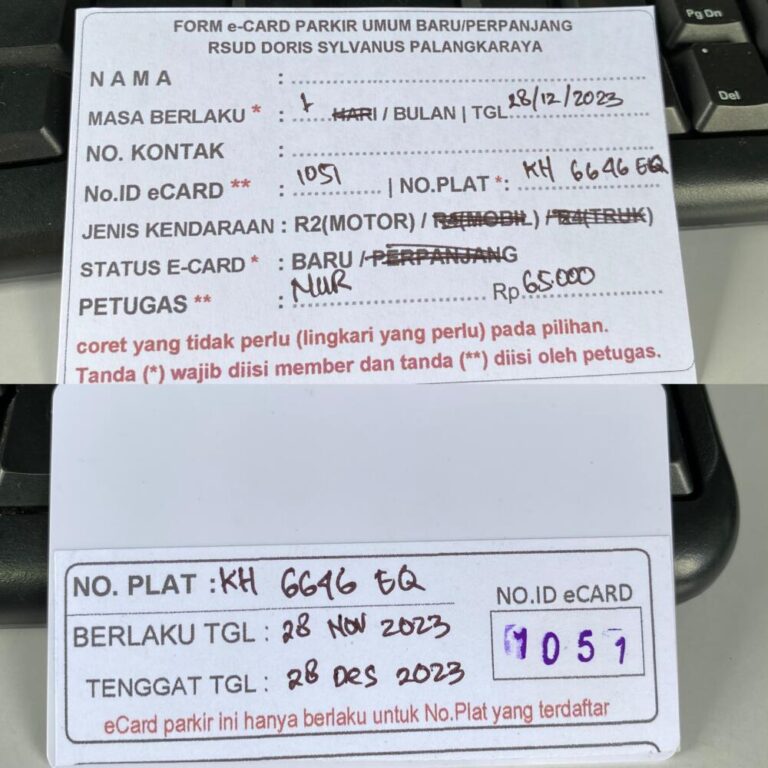 Pg Dn
Del
FORM e-CARD PARKIR UMUM BARU/PERPANJANG
RSUD DORIS SYLVANUS PALANGKARAYA
NAMA :
MASA BERLAKU * : 1 HARI / BULAN | TGL 28/12/2023
NO. KONTAK :
No.ID eCARD ** : 1051 | NO.PLAT *: KH 6646 EQ
JENIS KENDARAAN : R2(MOTOR) / R4(MOBIL) / R4(TRUK)
STATUS E-CARD * : BARU / PERPANJANG
PETUGAS ** : NUR Rp 65.000
coret yang tidak perlu (lingkari yang perlu) pada pilihan.
Tanda (*) wajib diisi member dan tanda (**) diisi oleh petugas.
NO. PLAT : KH 6646 EQ
NO.ID eCARD
BERLAKU TGL : 28 NOV 2023
1051
TENGGAT TGL : 28 DES 2023
eCard parkir ini hanya berlaku untuk No.Plat yang terdaftar